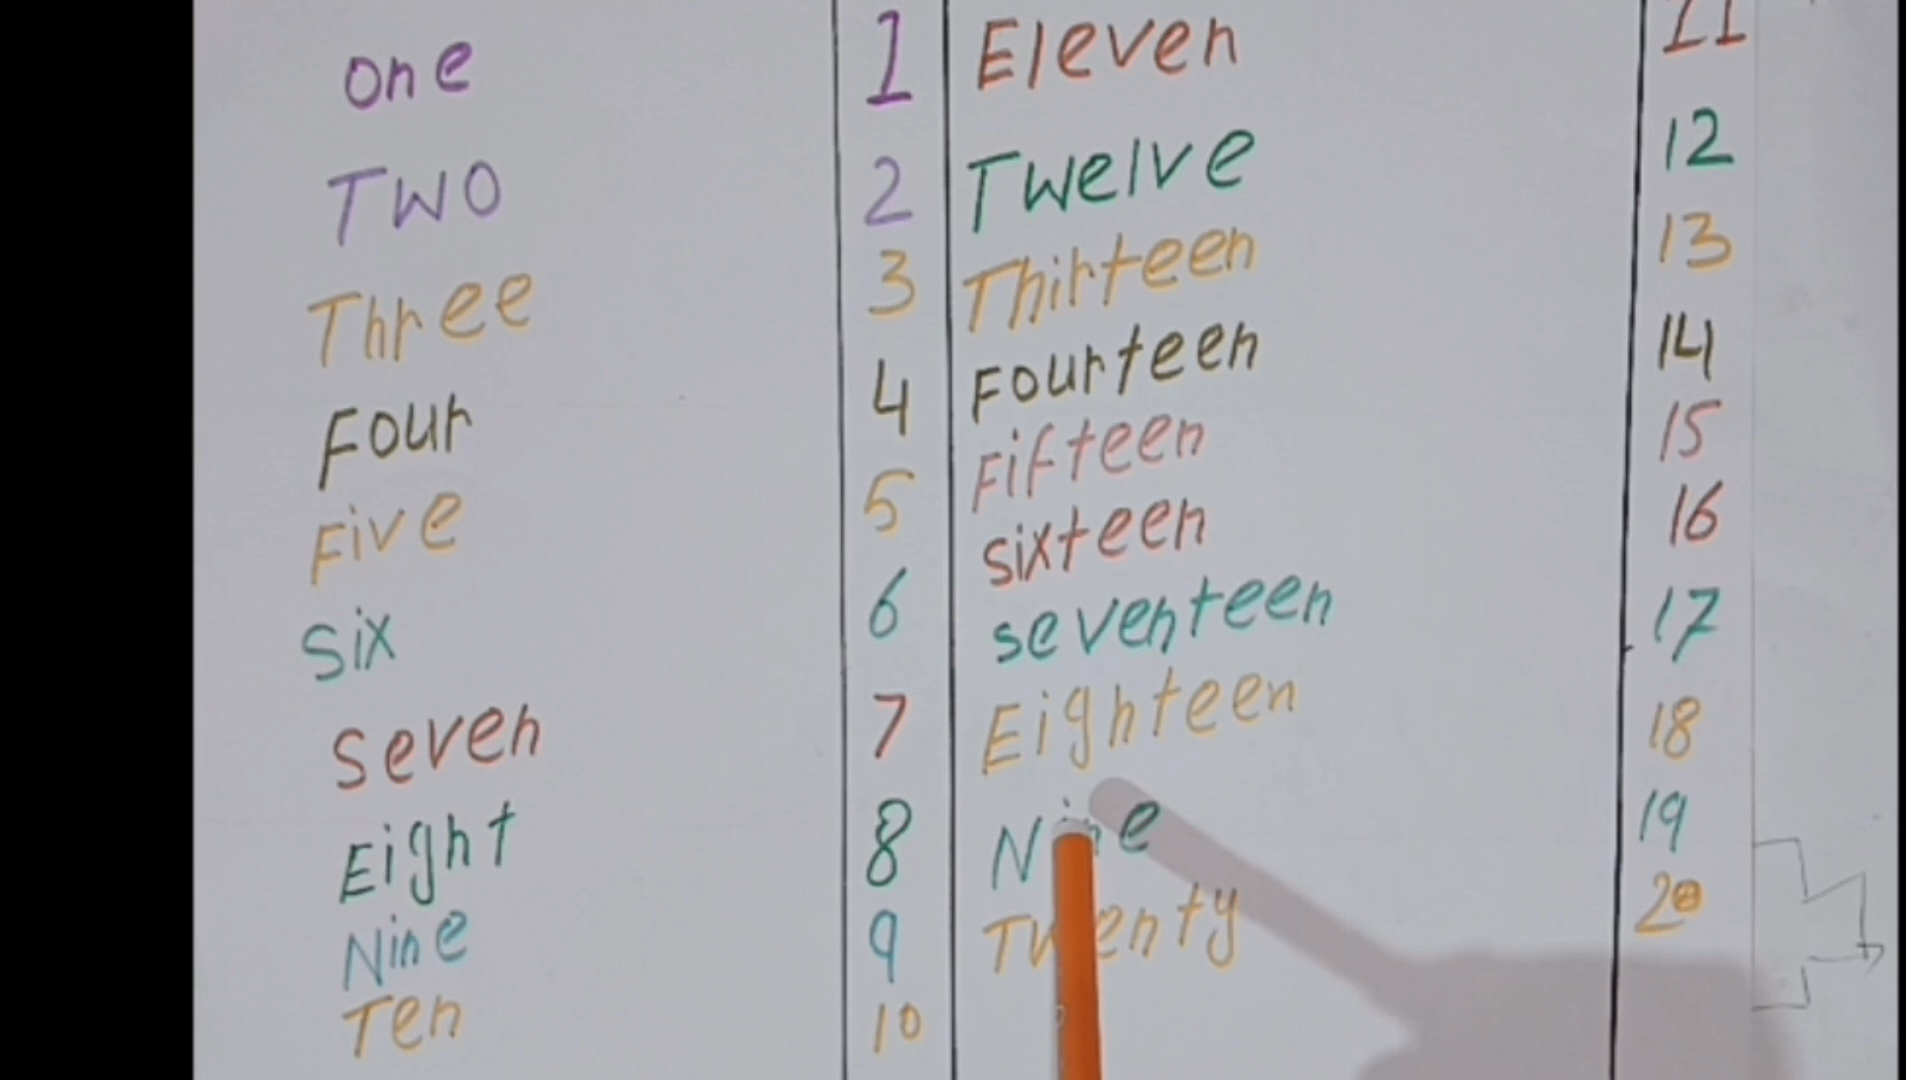 one 1 Eleven 11
Two 2 Twelve 12
Three 3 Thirteen 13
Four 4 Fourteen 14
Five 5 Fifteen 15
Six 6 Sixteen 16
Seven 7 Seventeen 17
Eight 8 Eighteen 18
Nine 9 Nine 19
Ten 10 Twenty 20